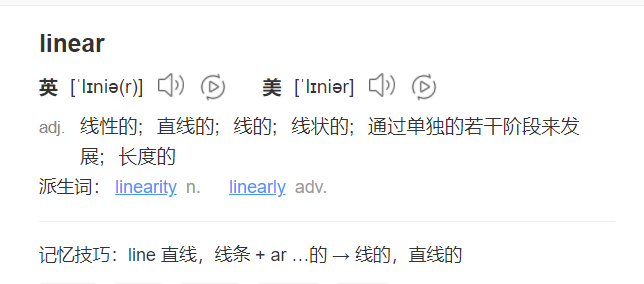 linear
英 [ˈlɪniə(r)] 美 [ˈlɪniər]
adj. 线性的；直线的；线的；线状的；通过单独的若干阶段来发
展；长度的
派生词： linearity n. linearly adv.
记忆技巧：line 直线，线条 + ar …的 → 线的，直线的